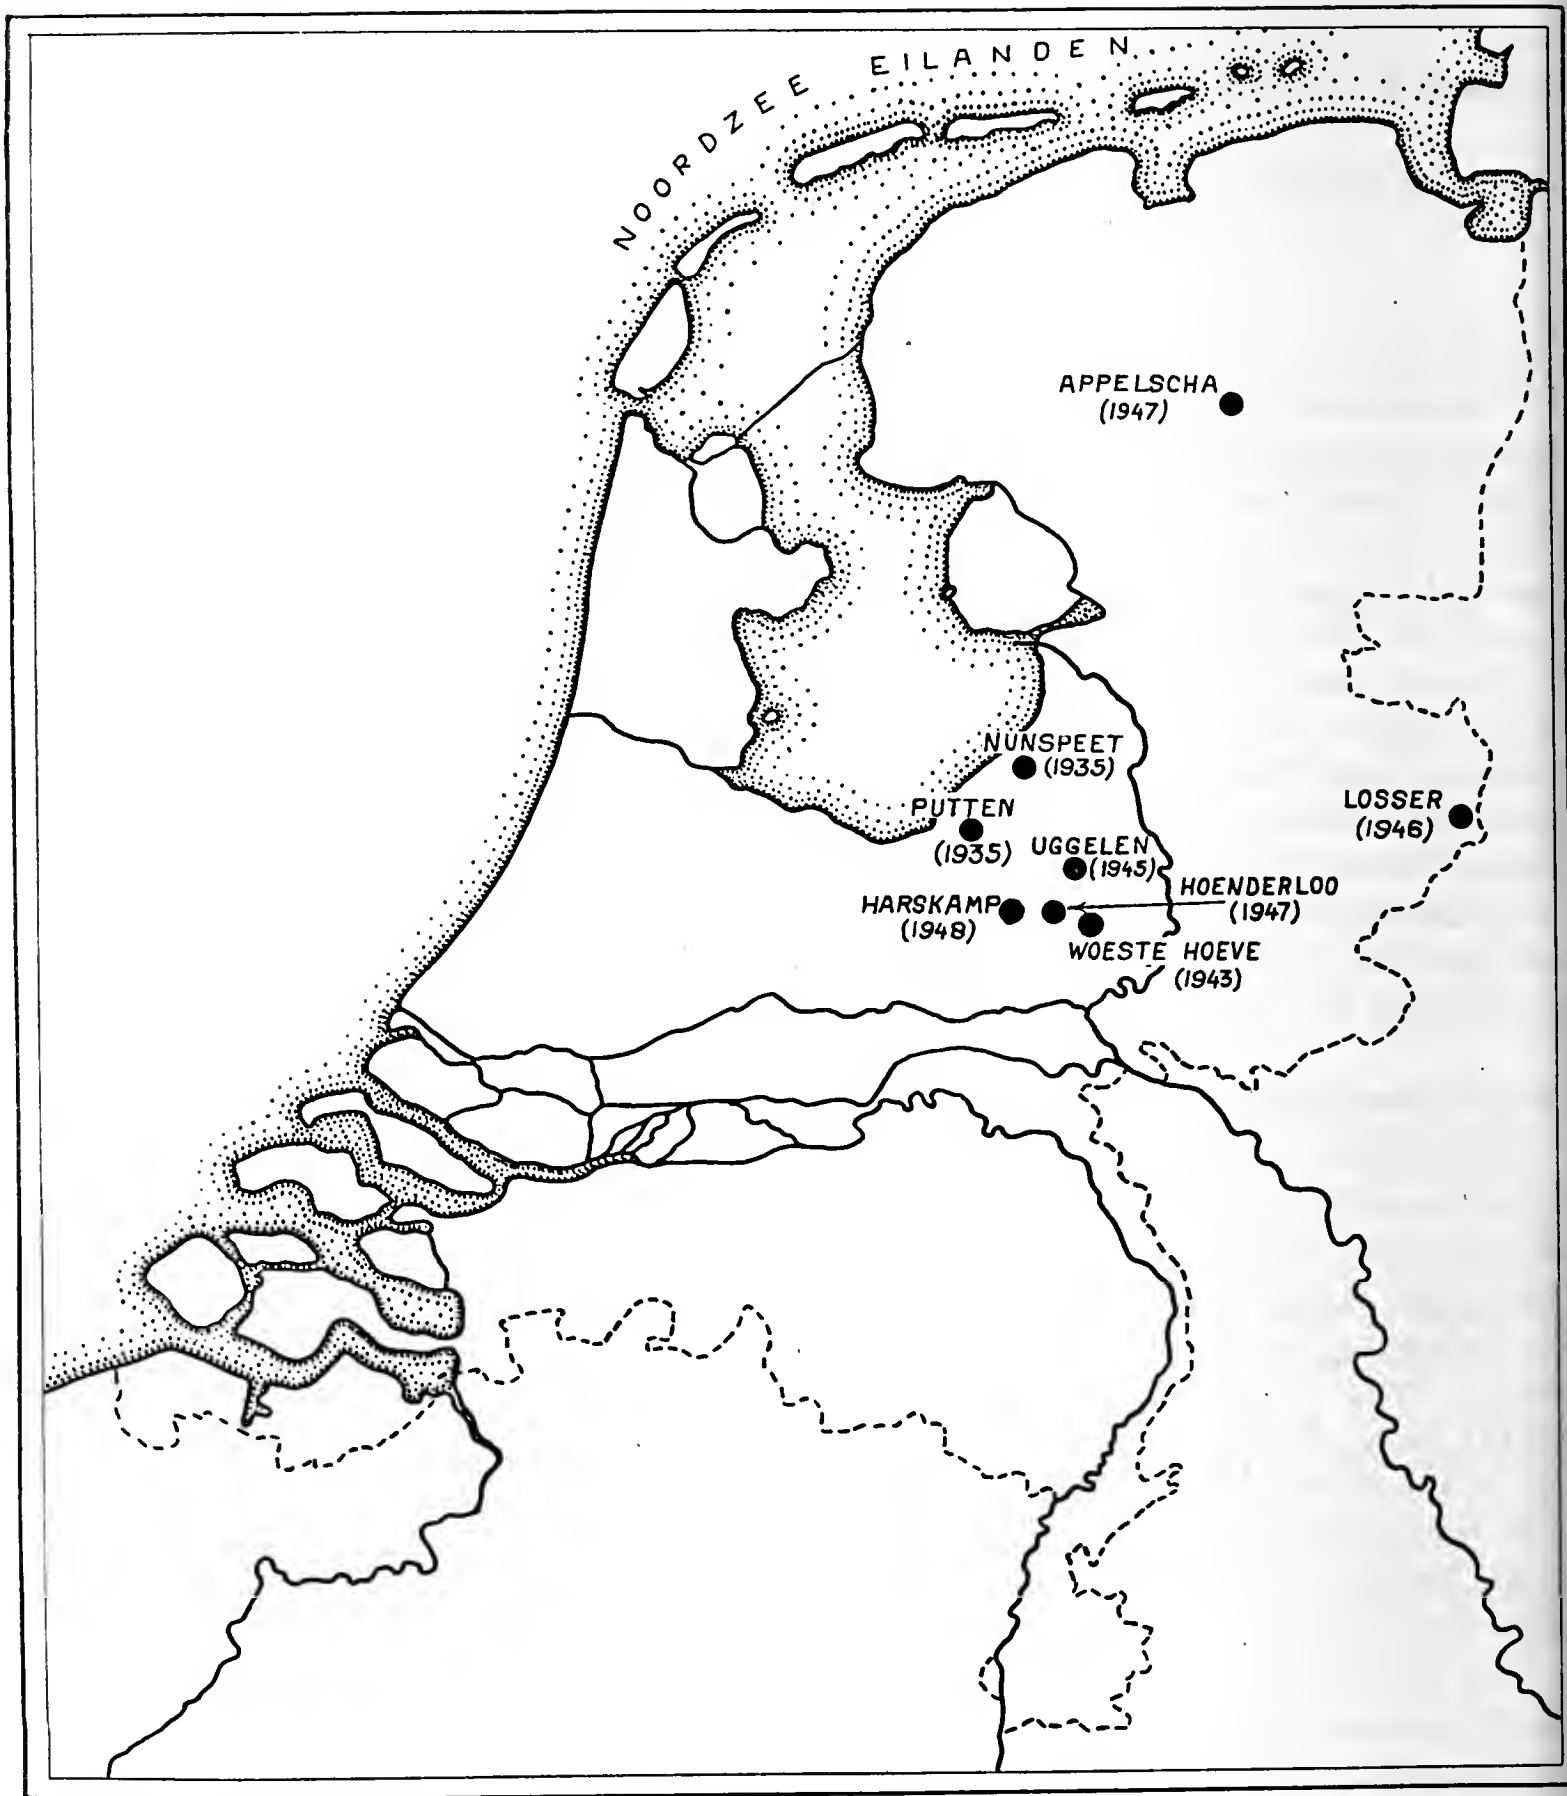 NOORDZEE EILANDEN
APPELSCHA
(1947)
NUNSPEET
(1935)
PUTTEN
(1935)
LOSSER
(1946)
UGGELEN
(1945)
HOENDERLOO
(1947)
HARSKAMP
(1948)
WOESTE HOEVE
(1943)